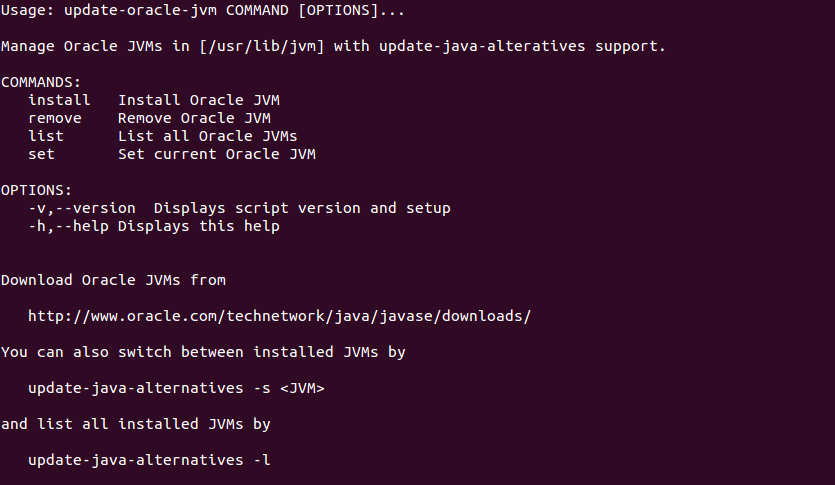 Usage: update-oracle-jvm COMMAND [OPTIONS]...
Manage Oracle JVMs in [/usr/lib/jvm] with update-java-alteratives support.
COMMANDS:
install   Install Oracle JVM
remove    Remove Oracle JVM
list      List all Oracle JVMs
set       Set current Oracle JVM
OPTIONS:
-v,--version  Displays script version and setup
-h,--help Displays this help
Download Oracle JVMs from
http://www.oracle.com/technetwork/java/javase/downloads/
You can also switch between installed JVMs by
update-java-alternatives -s <JVM>
and list all installed JVMs by
update-java-alternatives -l